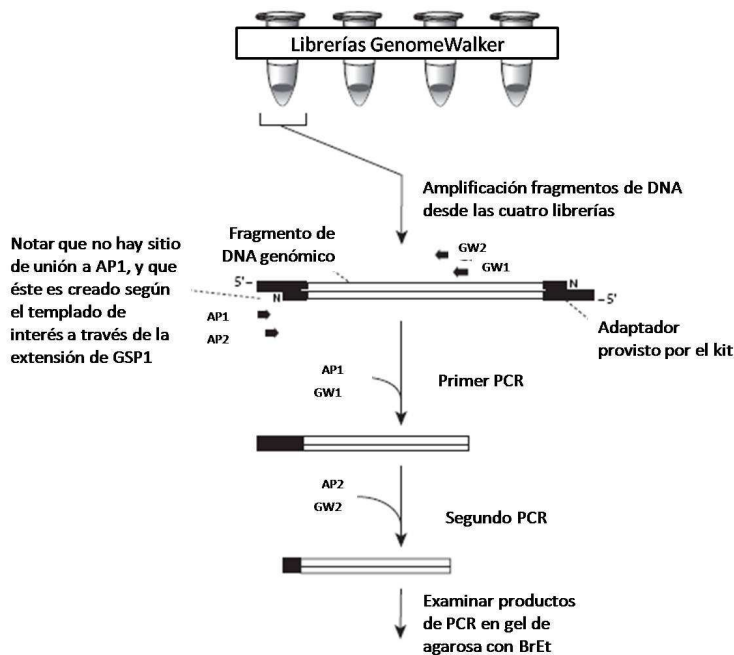 Librerías GenomeWalker
Amplificación fragmentos de DNA
desde las cuatro librerías
Notar que no hay sitio
de unión a AP1, y que
éste es creado según
el templado de
interés a través de la
extensión de GSP1
Fragmento de
DNA genómico
GW2
GW1
5'
N
N
5'
AP1
AP2
Adaptador
provisto por el kit
AP1
GW1
Primer PCR
AP2
GW2
Segundo PCR
Examinar productos
de PCR en gel de
agarosa con BrEt